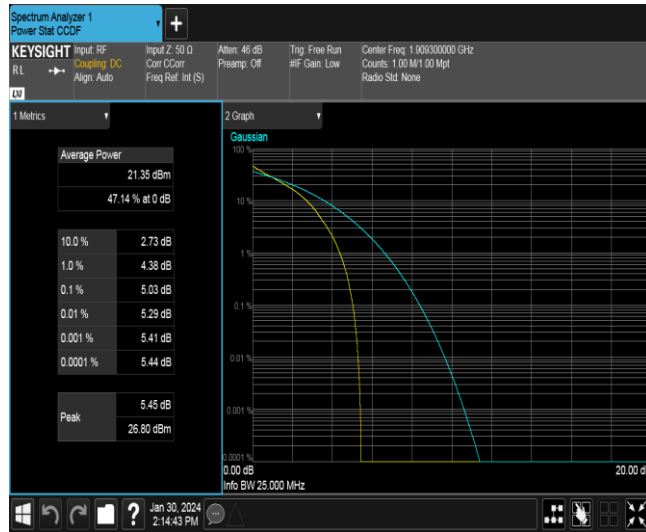 Spectrum Analyzer 1
Power Stat CCDF
KEYSIGHT
RL
LXI
Input: RF
Coupling: DC
Align: Auto
Input Z: 50 Ω
Corr CCorr
Freq Ref: Int (S)
Atten: 46 dB
Preamp: Off
Trig: Free Run
#IF Gain: Low
Center Freq: 1.909300000 GHz
Counts: 1.00 M/1.00 Mpt
Radio Std: None
1 Metrics
Average Power
21.35 dBm
47.14 % at 0 dB
10.0 % 2.73 dB
1.0 % 4.38 dB
0.1 % 5.03 dB
0.01 % 5.29 dB
0.001 % 5.41 dB
0.0001 % 5.44 dB
Peak
5.45 dB
26.80 dBm
2 Graph
Gaussian
100 %
10 %
1 %
0.1 %
0.01 %
0.001 %
0.0001 %
0.00 dB 20.00 d
Info BW 25.000 MHz
Jan 30, 2024
2:14:43 PM